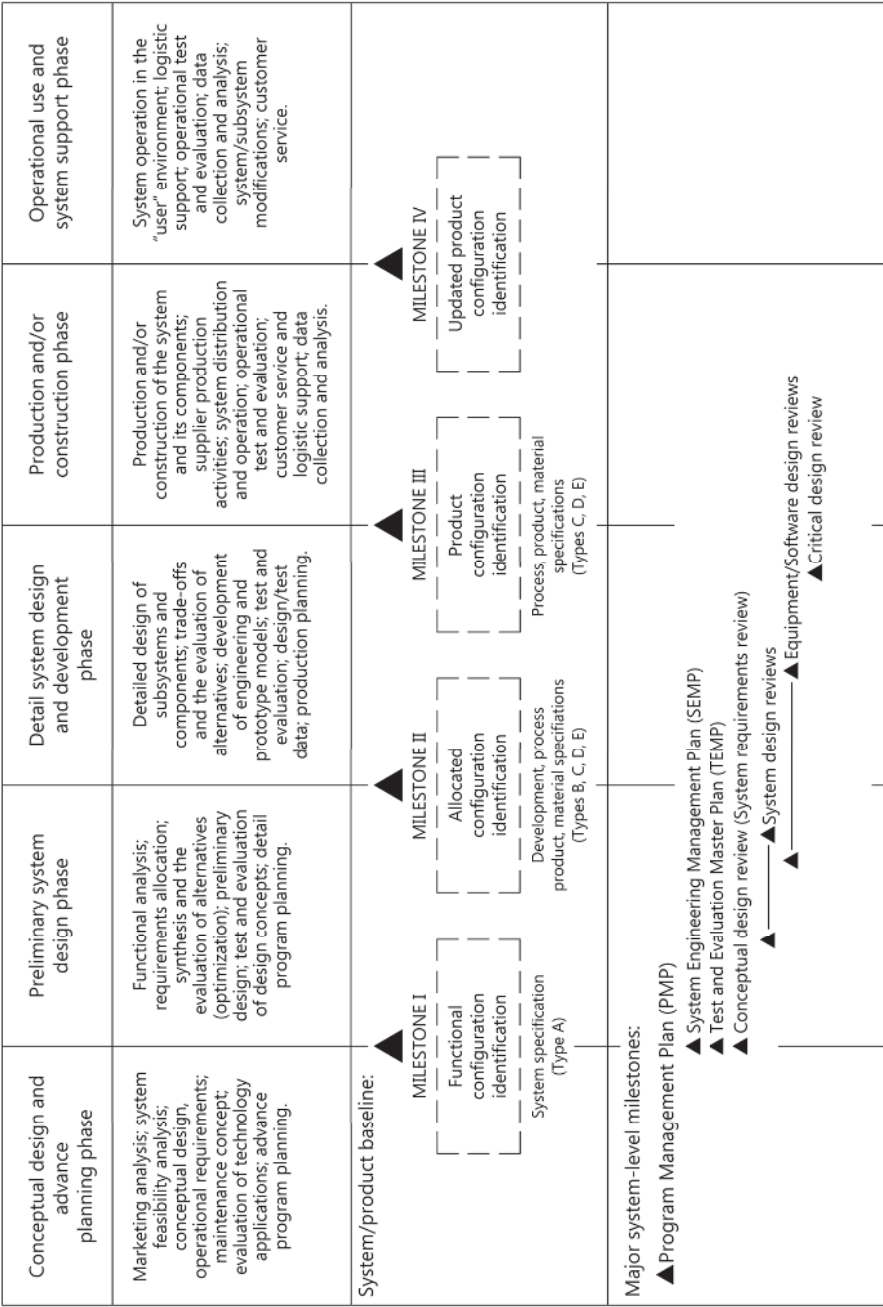 Conceptual design and
advance
planning phase
Preliminary system
design phase
Detail system design
and development
phase
Production and/or
construction phase
Operational use and
system support phase
Marketing analysis; system
feasibility analysis;
conceptual design,
operational requirements;
maintenance concept;
evaluation of technology
applications; advance
program planning.
Functional analysis;
requirements allocation;
synthesis and the
evaluation of alternatives
(optimization); preliminary
design; test and evaluation
of design concepts; detail
program planning.
Detailed design of
subsystems and
components; trade-offs
and the evaluation of
alternatives; development
of engineering and
prototype models; test and
evaluation; design/test
data; production planning.
Production and/or
construction of the system
and its components;
supplier production
activities; system distribution
and operation; operational
test and evaluation;
customer service and
logistic support; data
collection and analysis.
System operation in the
“user” environment; logistic
support; operational test
and evaluation; data
collection and analysis;
system/subsystem
modifications; customer
service.
System/product baseline:
MILESTONE I
Functional
configuration
identification
System specification
(Type A)
MILESTONE II
Allocated
configuration
identification
Development, process
product, material specifiations
(Types B, C, D, E)
MILESTONE III
Product
configuration
identification
Process, product, material
specifications
(Types C, D, E)
MILESTONE IV
Updated product
configuration
identification
Major system-level milestones:
Program Management Plan (PMP)
System Engineering Management Plan (SEMP)
Test and Evaluation Master Plan (TEMP)
Conceptual design review (System requirements review)
System design reviews
Equipment/Software design reviews
Critical design review